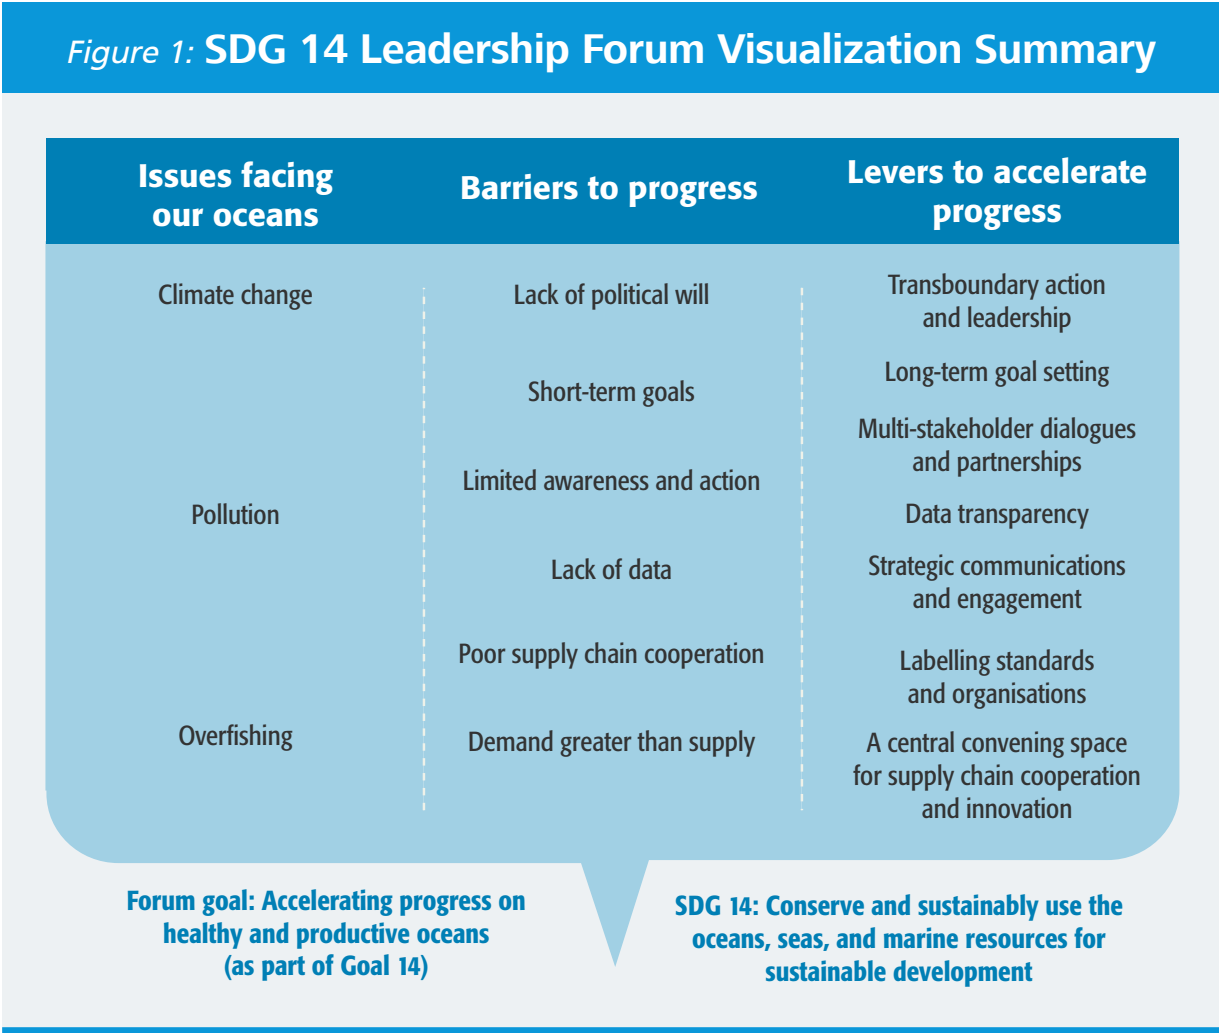 Figure 1: SDG 14 Leadership Forum Visualization Summary
Issues facing
our oceans
Climate change
Pollution
Overfishing
Barriers to progress
Lack of political will
Short-term goals
Limited awareness and action
Lack of data
Poor supply chain cooperation
Demand greater than supply
Levers to accelerate
progress
Transboundary action
and leadership
Long-term goal setting
Multi-stakeholder dialogues
and partnerships
Data transparency
Strategic communications
and engagement
Labelling standards
and organisations
A central convening space
for supply chain cooperation
and innovation
Forum goal: Accelerating progress on
healthy and productive oceans
(as part of Goal 14)
SDG 14: Conserve and sustainably use the
oceans, seas, and marine resources for
sustainable development